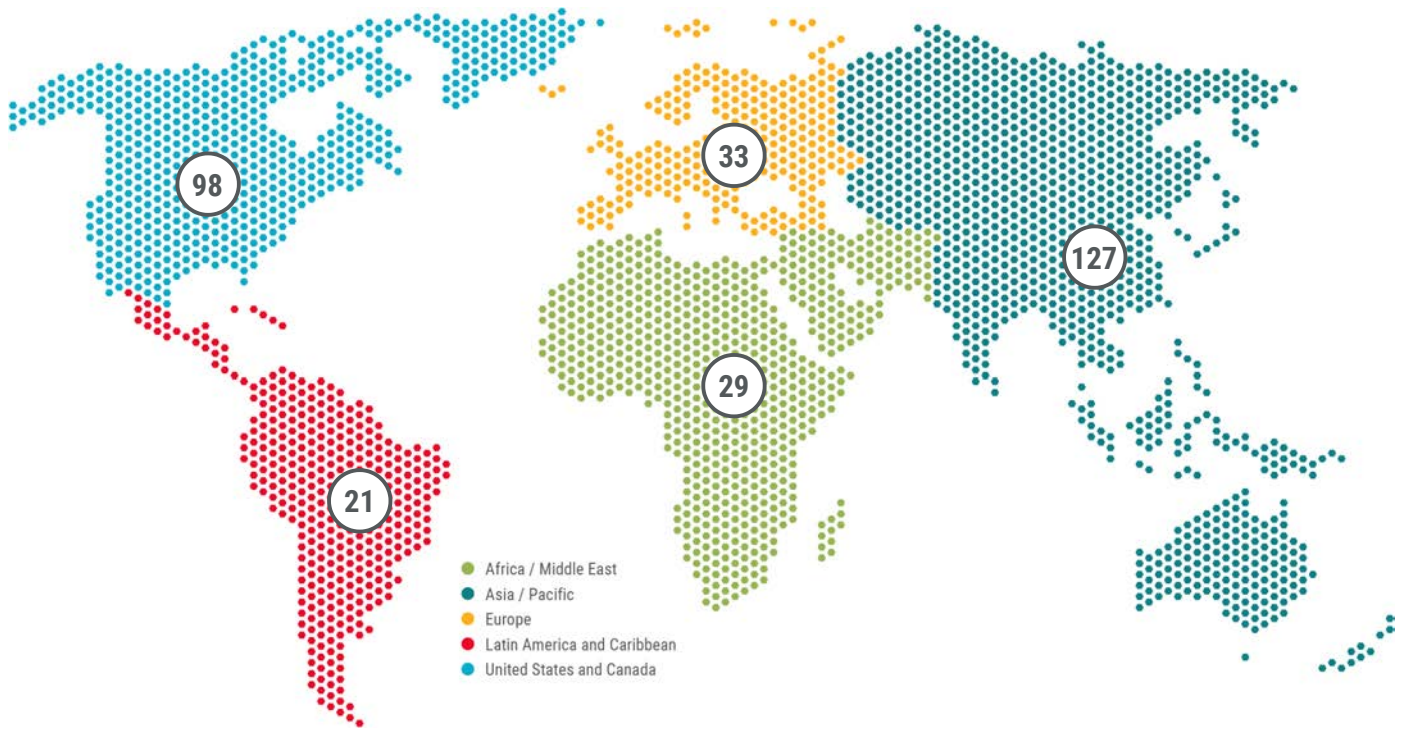 33
98
127
29
21
Africa / Middle East
Asia / Pacific
Europe
Latin America and Caribbean
United States and Canada